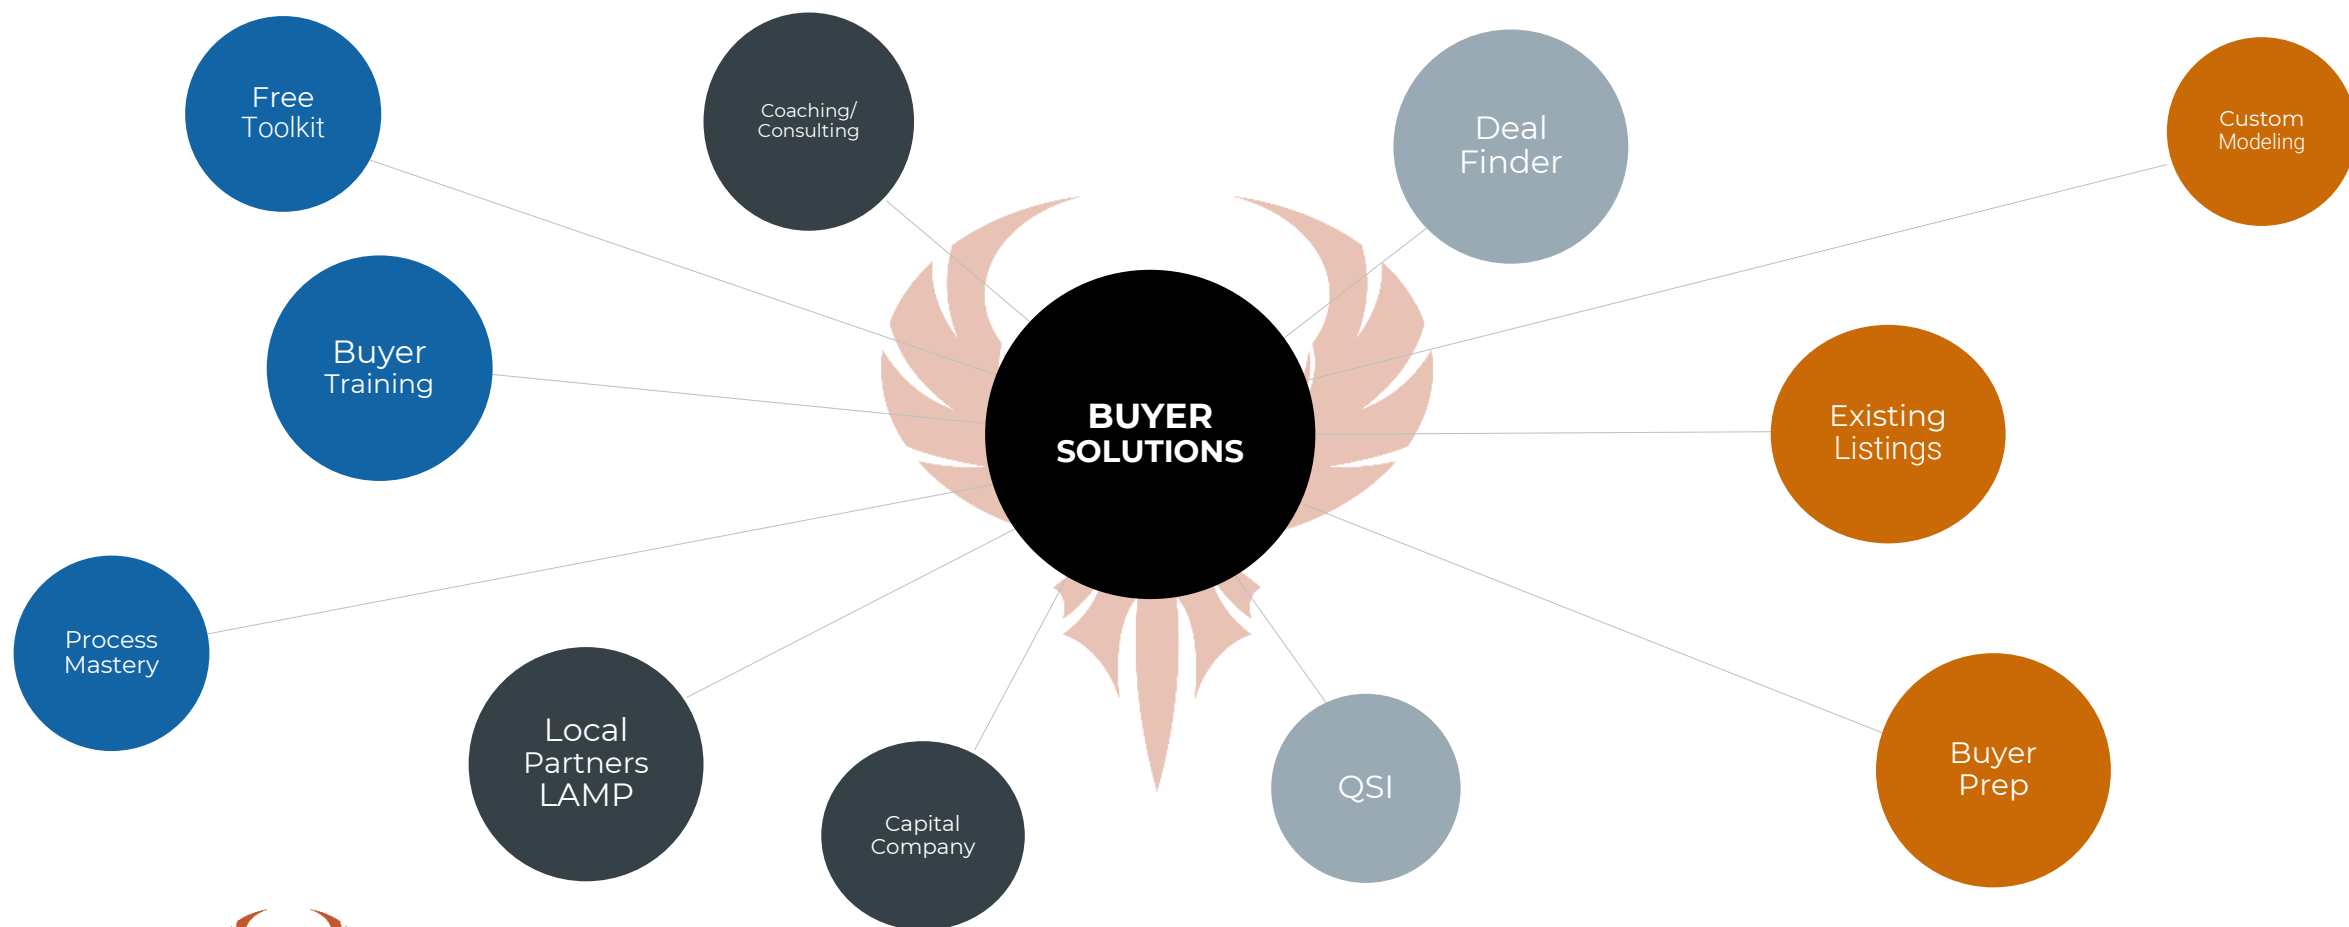 Free
Toolkit
Coaching/
Consulting
Deal
Finder
Custom
Modeling
Buyer
Training
BUYER
SOLUTIONS
Existing
Listings
Process
Mastery
Local
Partners
LAMP
Capital
Company
QSI
Buyer
Prep